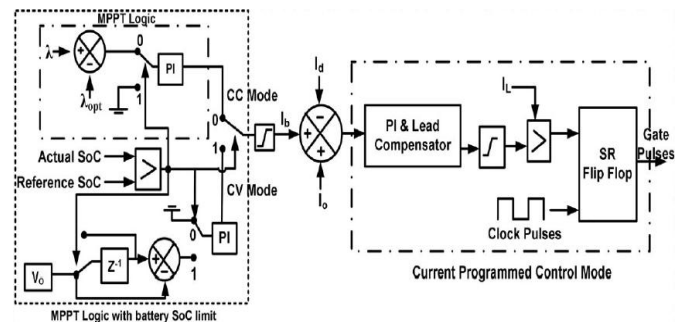 MPPT Logic
λ
λopt
0
1
PI
CC Mode
0
1
Ib
Id
Io
CV Mode
Actual SoC
Reference SoC
>
0
PI
Vo
Z-1
1
MPPT Logic with battery SoC limit
PI & Lead
Compensator
IL
>
SR
Flip Flop
Gate
Pulses
Clock Pulses
Current Programmed Control Mode